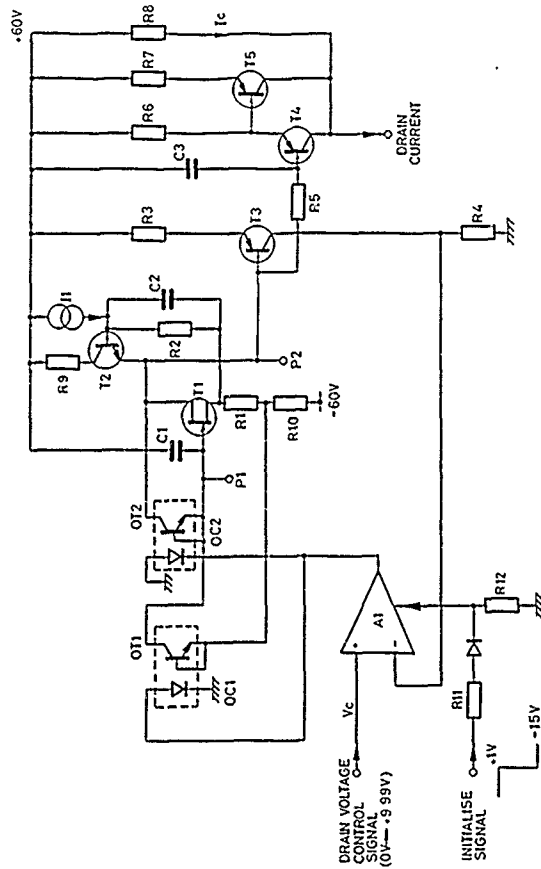 +60V
R8
Ic
R7
T5
R6
T4
C3
DRAIN
CURRENT
R5
R3
T3
R4
I1
C2
R9
T2
R2
P2
T1
R1
R10
-60V
C1
P1
OT2
OC2
OT1
OC1
A1
+
−
R12
Vc
R11
DRAIN VOLTAGE
CONTROL
SIGNAL
(0V — +9 99V)
+1V
-15V
INITIALISE
SIGNAL